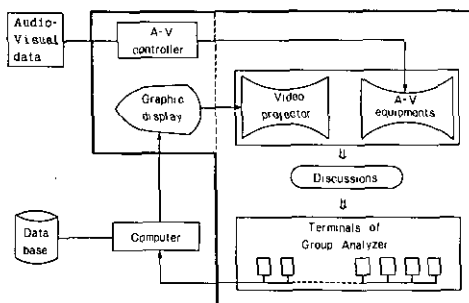 Audio-
Visual
data
A-V
controller
Graphic
display
Video
projector
A-V
equipments
Discussions
Data
base
Computer
Terminals of
Group Analyzer